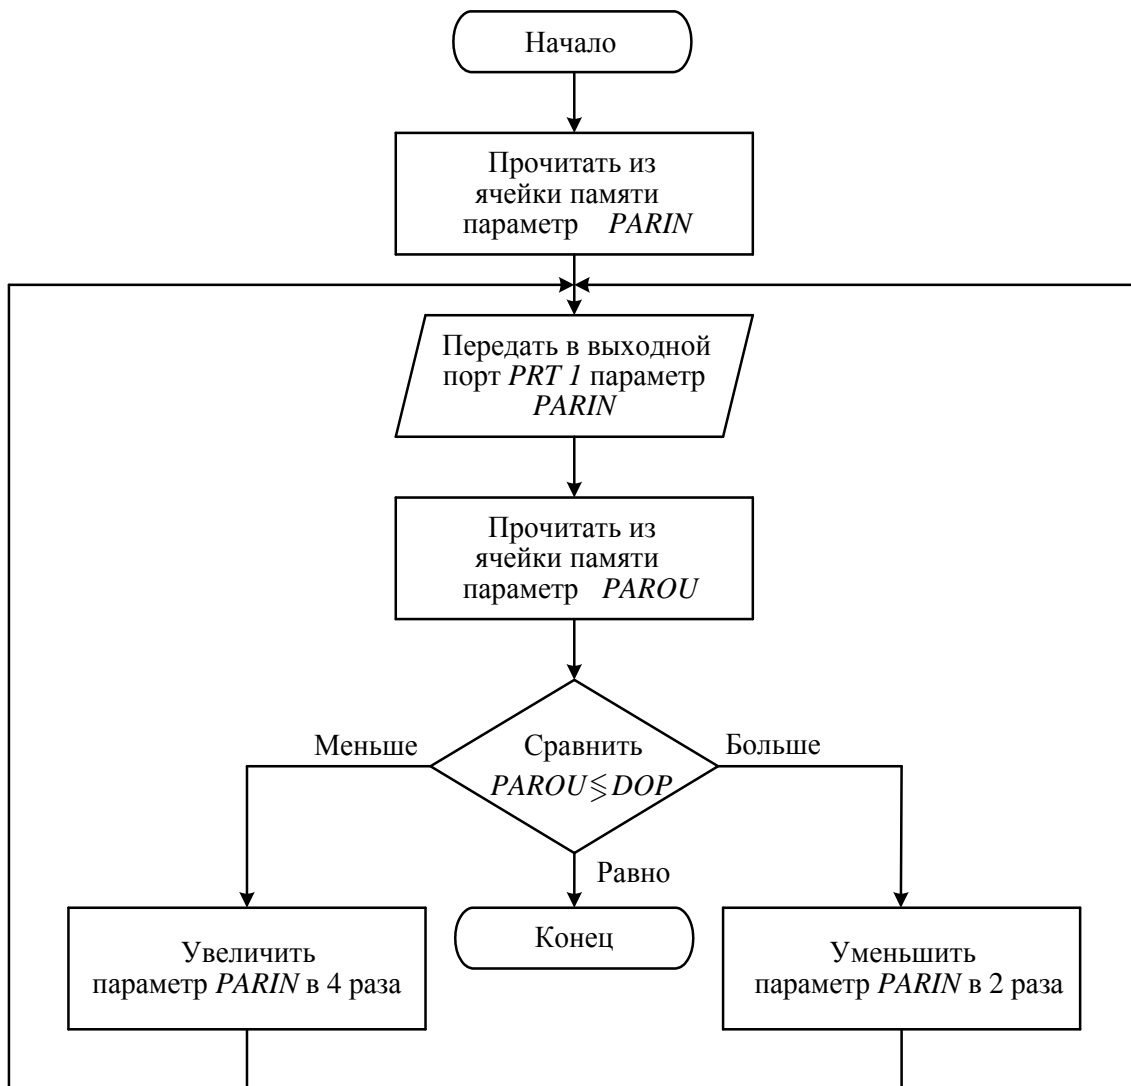 Начало
Прочитать из
ячейки памяти
параметр PARIN
Передать в выходной
порт PRT 1 параметр
PARIN
Прочитать из
ячейки памяти
параметр PAROU
Меньше
Сравнить
PAROU ⋚ DOP
Больше
Равно
Увеличить
параметр PARIN в 4 раза
Конец
Уменьшить
параметр PARIN в 2 раза